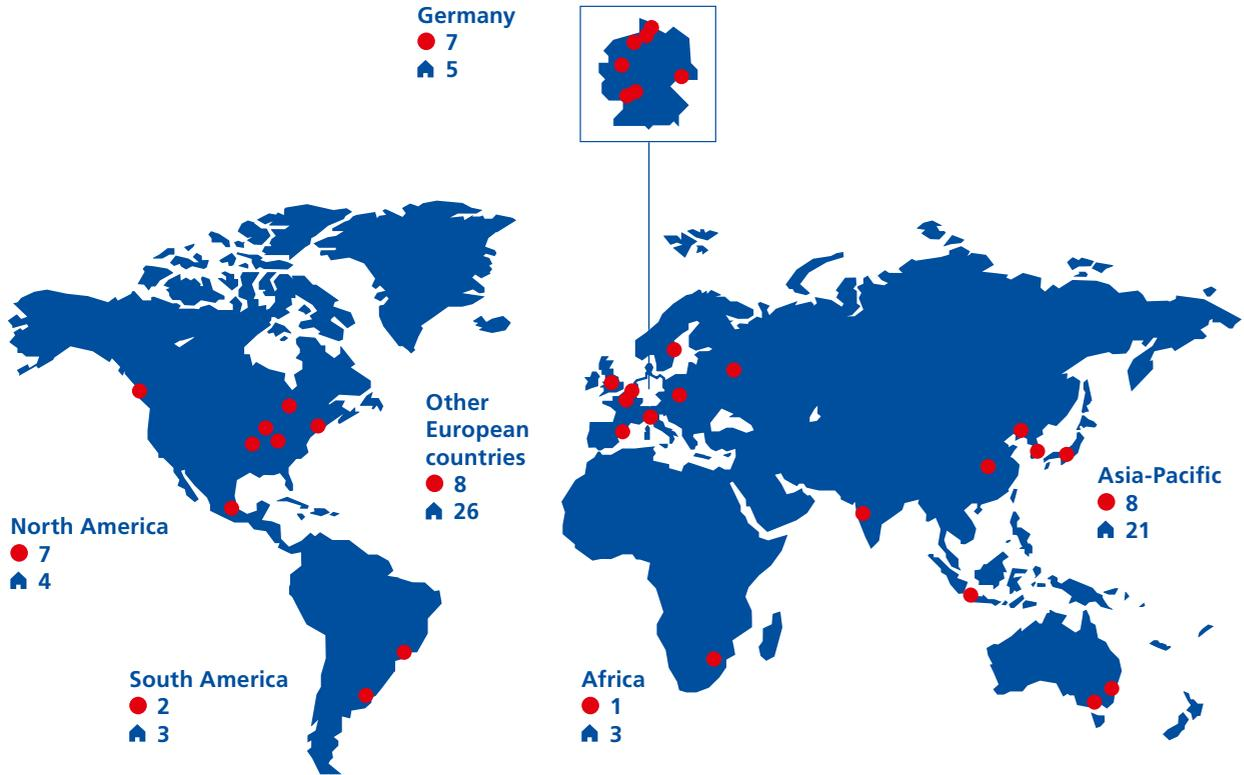 Germany
7
5
Other
European
countries
8
26
Asia-Pacific
8
21
North America
7
4
South America
2
3
Africa
1
3